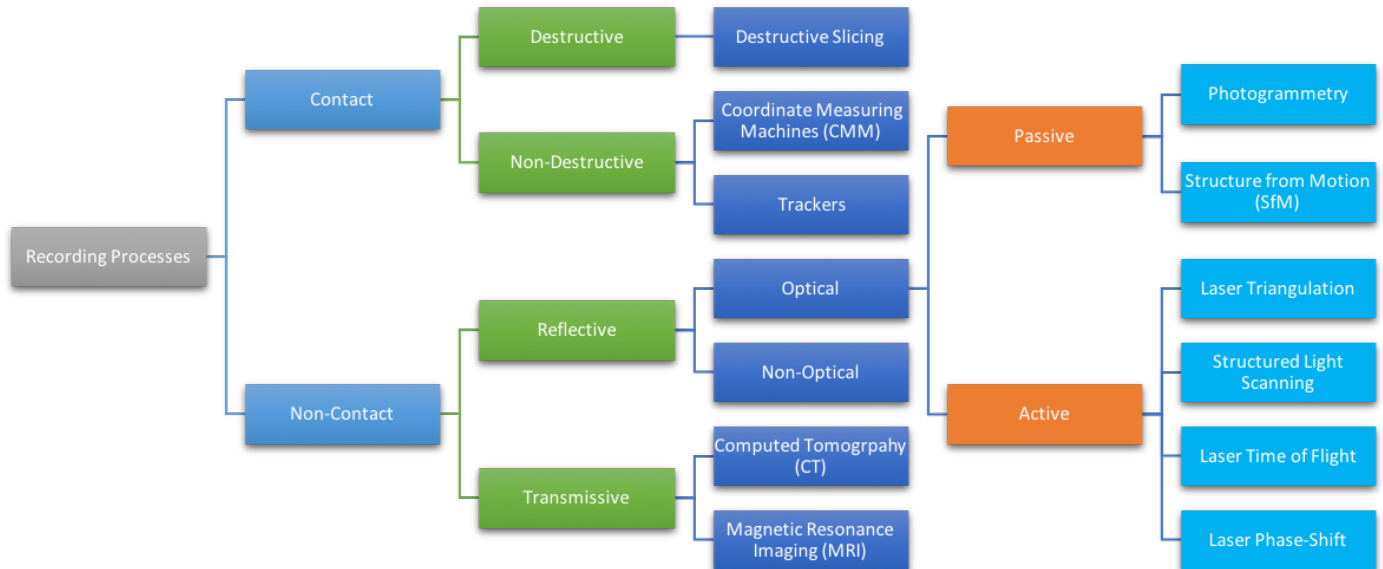 Recording Processes
Contact
Non-Contact
Destructive
Non-Destructive
Reflective
Transmissive
Destructive Slicing
Coordinate Measuring
Machines (CMM)
Trackers
Optical
Non-Optical
Computed Tomogrpahy
(CT)
Magnetic Resonance
Imaging (MRI)
Passive
Active
Photogrammetry
Structure from Motion
(SfM)
Laser Triangulation
Structured Light
Scanning
Laser Time of Flight
Laser Phase-Shift